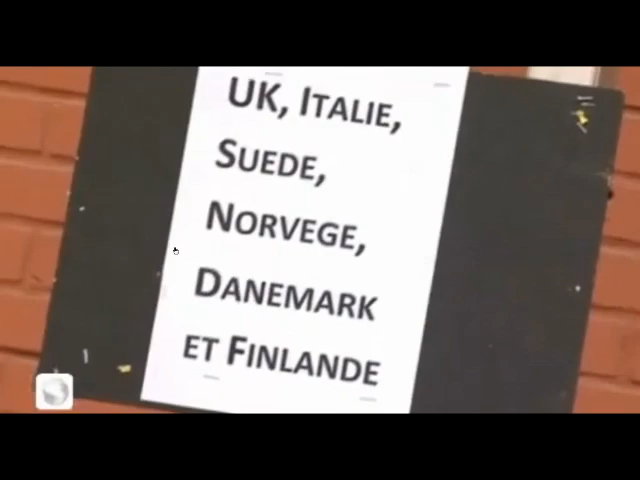 UK, ITALIE,
SUEDE,
NORVEGE,
DANEMARK
ET FINLANDE